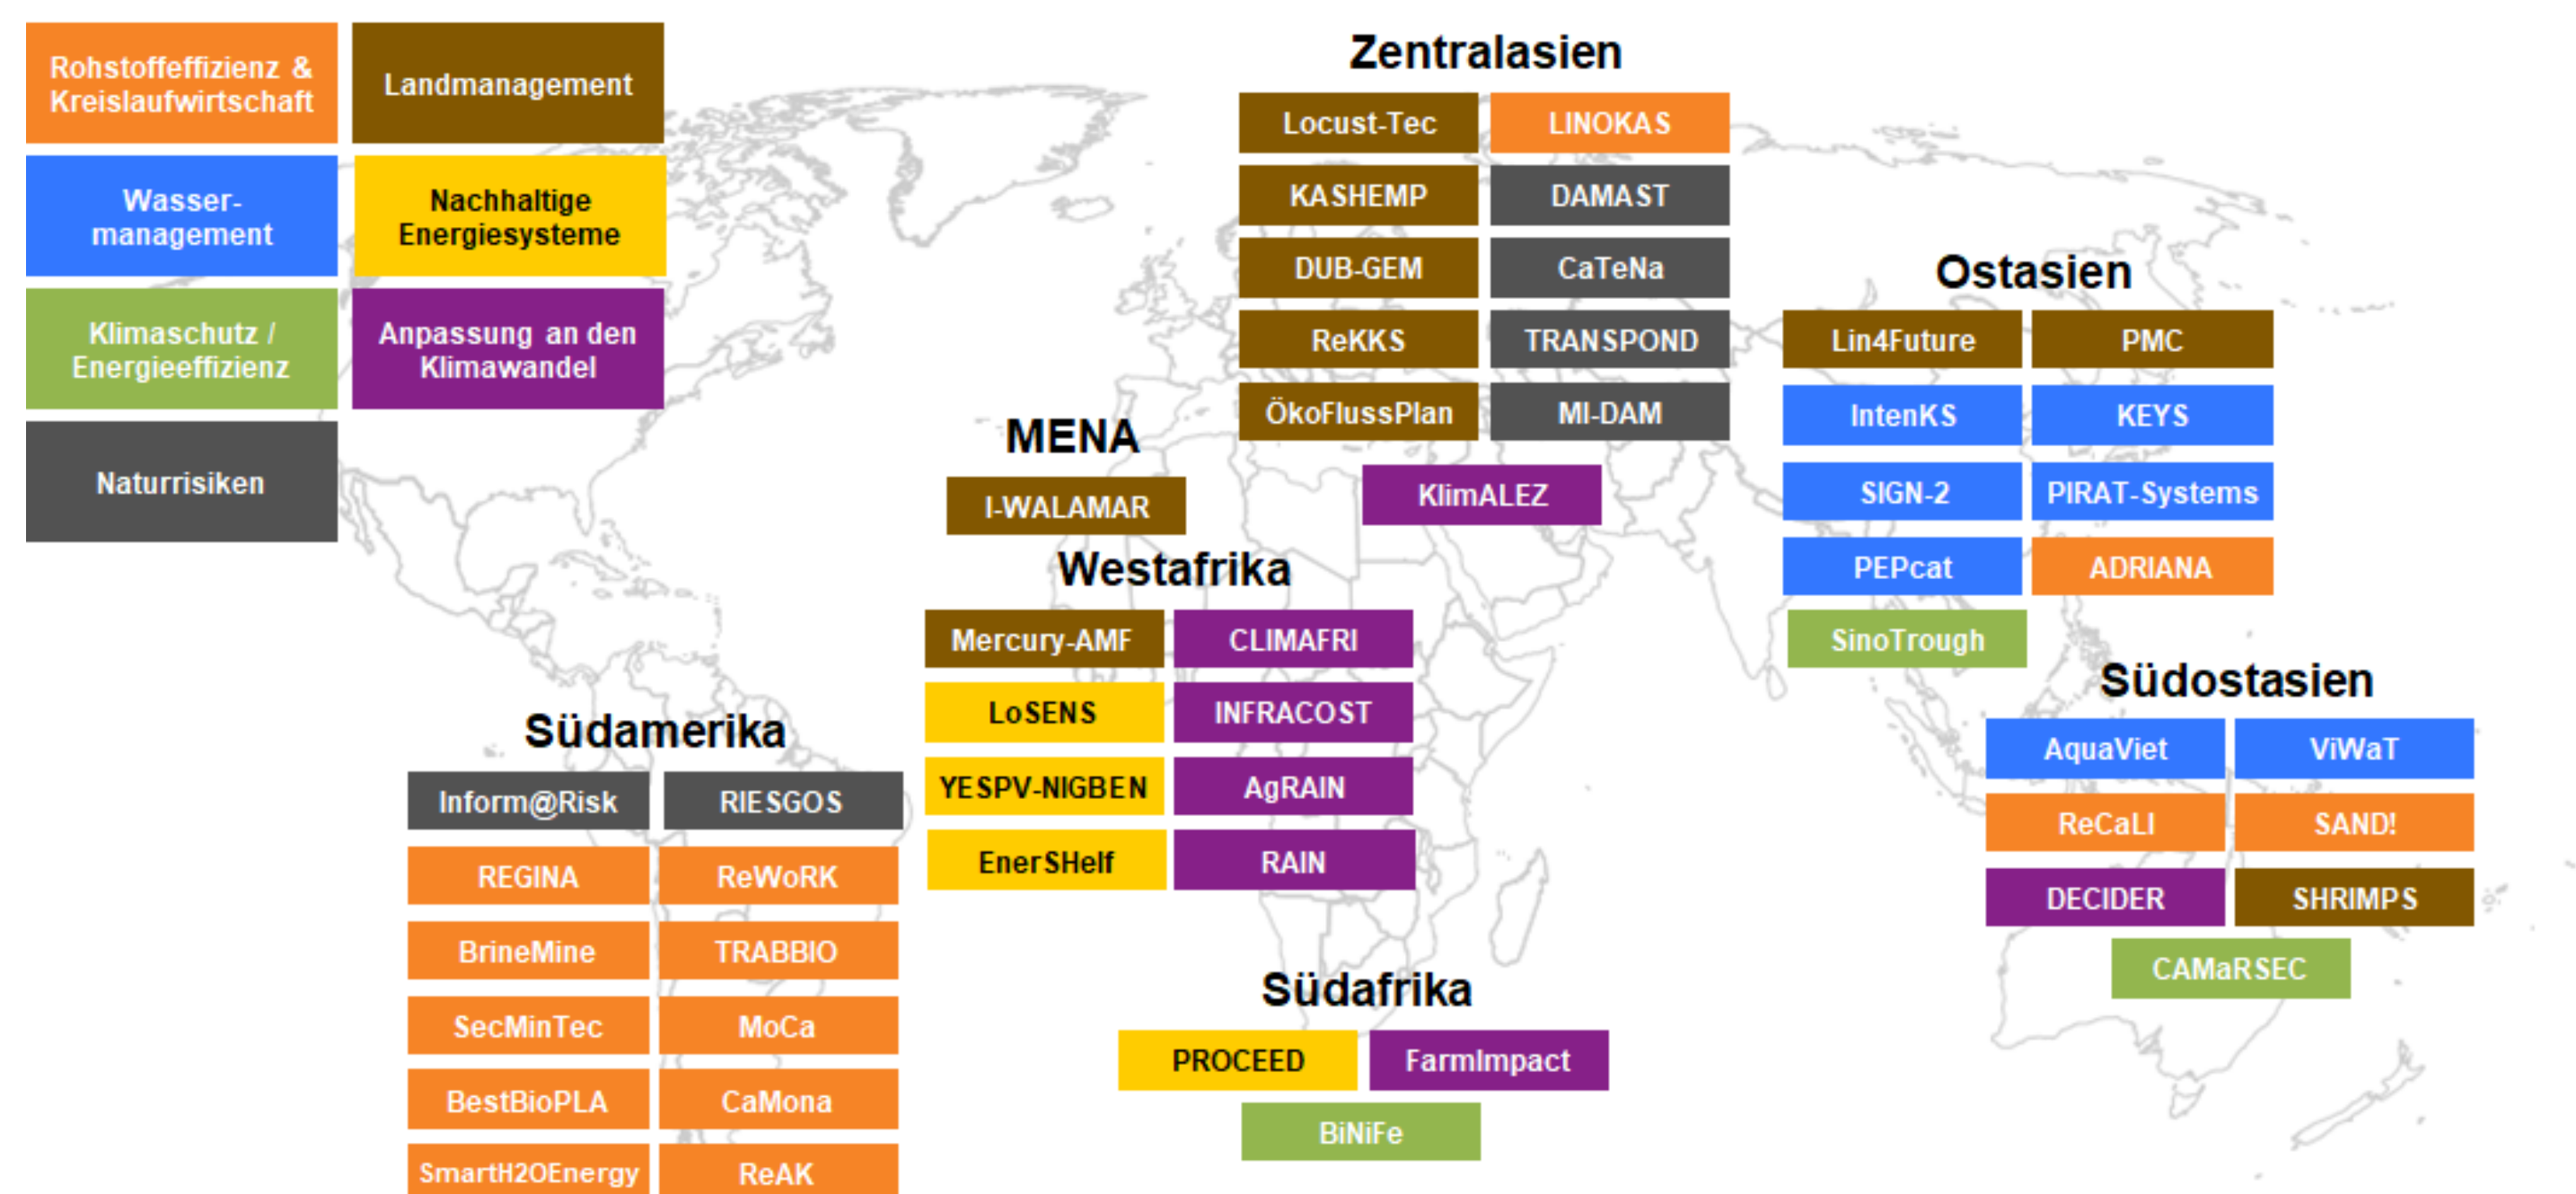 Rohstoffeffizienz &
Kreislaufwirtschaft
Landmanagement
Wasser-
management
Nachhaltige
Energiesysteme
Klimaschutz /
Energieeffizienz
Anpassung an den
Klimawandel
Naturrisiken
Zentralasien
Locust-Tec
LINOKAS
KASHEMP
DAMAST
DUB-GEM
CaTeNa
ReKKS
TRANSPOND
ÖkoFlussPlan
MI-DAM
KlimALEZ
Ostasien
Lin4Future
PMC
IntenKS
KEYS
SIGN-2
PIRAT-Systems
PEPcat
ADRIANA
SinoTrough
MENA
I-WALAMAR
Westafrika
Mercury-AMF
CLIMAFRI
LoSENS
INFRACOST
YESPV-NIGBEN
AgRAIN
EnerSHelf
RAIN
Südostasien
AquaViet
ViWaT
ReCaLI
SAND!
DECIDER
SHRIMPS
CAMaRSEC
Südamerika
Inform@Risk
RIESGOS
REGINA
ReWoRK
BrineMine
TRABBIO
SecMinTec
MoCa
BestBioPLA
CaMona
SmartH2OEnergy
ReAK
Südafrika
PROCEED
FarmImpact
BiNiFe